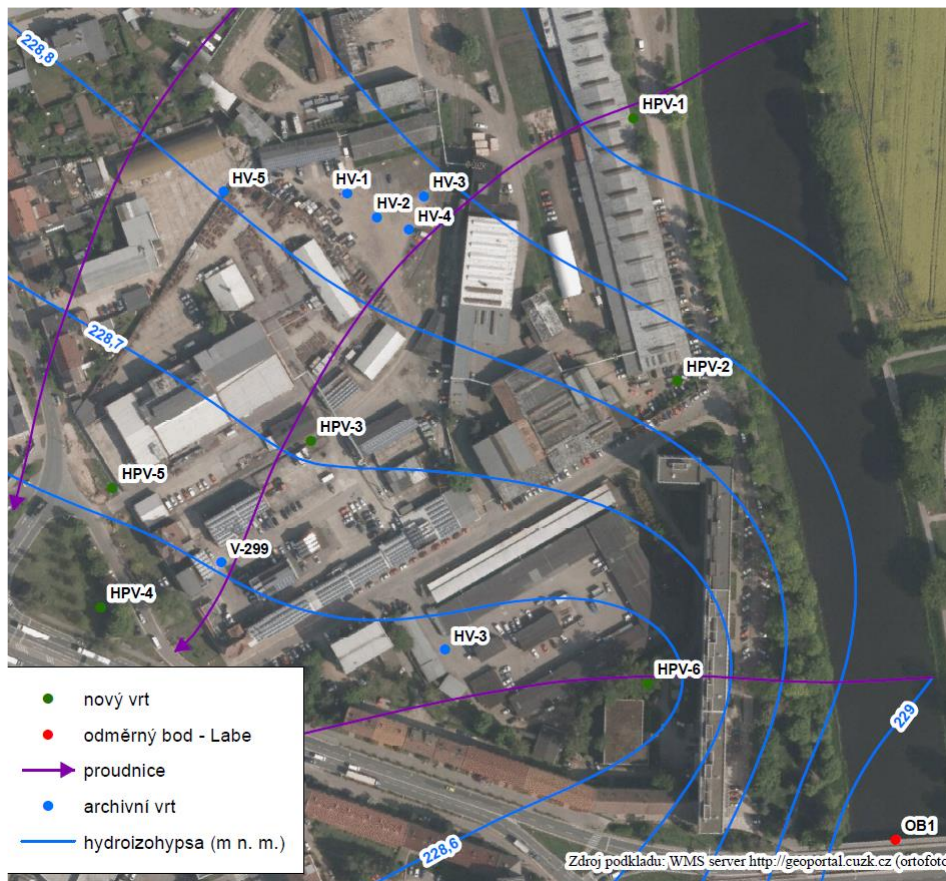 228,8
HPV-1
HV-5
HV-1
HV-3
HV-2
HV-4
228,7
HPV-2
HPV-3
HPV-5
V-299
HPV-4
HV-3
HPV-6
229
nový vrt
odměrný bod - Labe
proudnice
archivní vrt
hydroizohypsa (m n. m.)
228,6
OB1
Zdroj podkladu: WMS server http://geoportal.cuzk.cz (ortofoto